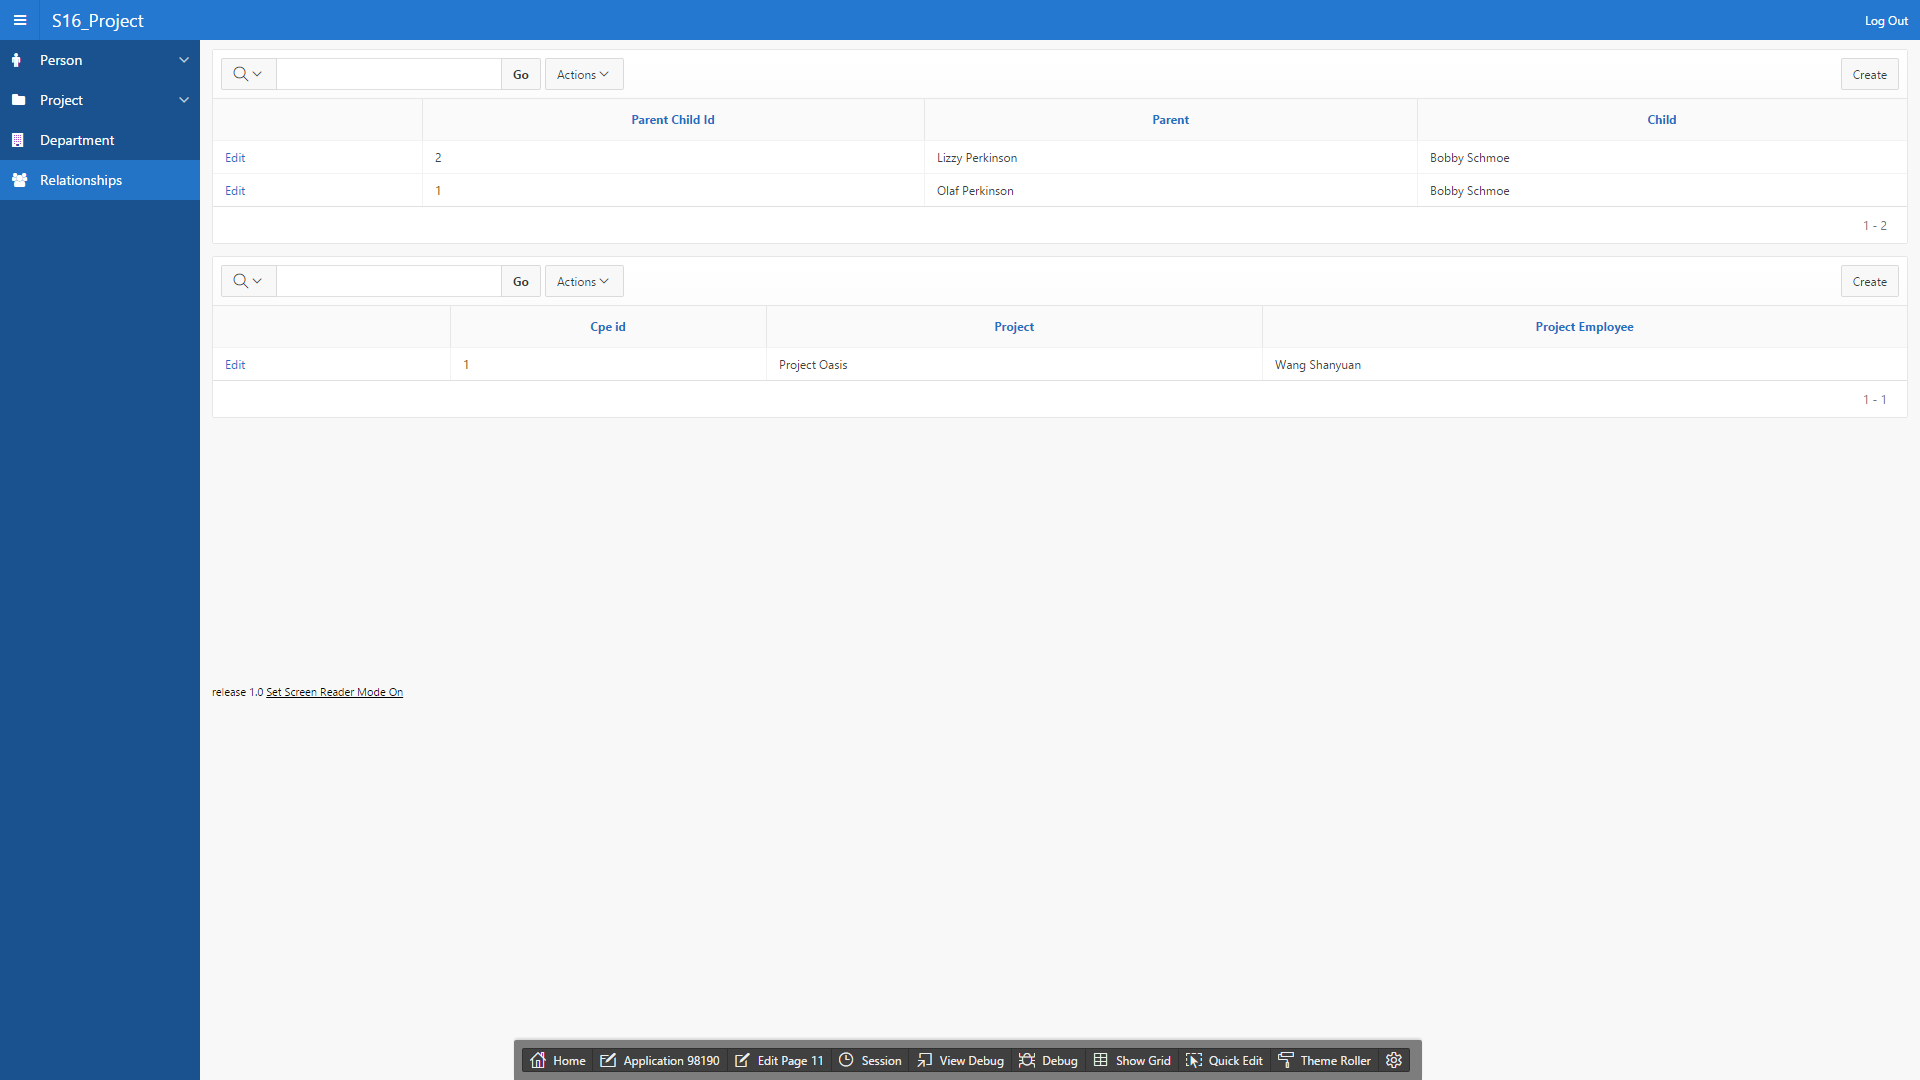 S16_Project
Log Out
Person
Project
Department
Relationships
Go
Actions
Create
Parent Child Id
Parent
Child
Edit
2
Lizzy Perkinson
Bobby Schmoe
Edit
1
Olaf Perkinson
Bobby Schmoe
1 - 2
Go
Actions
Create
Cpe id
Project
Project Employee
Edit
1
Project Oasis
Wang Shanyuan
1 - 1
release 1.0 Set Screen Reader Mode On
Home
Application 98190
Edit Page 11
Session
View Debug
Debug
Show Grid
Quick Edit
Theme Roller